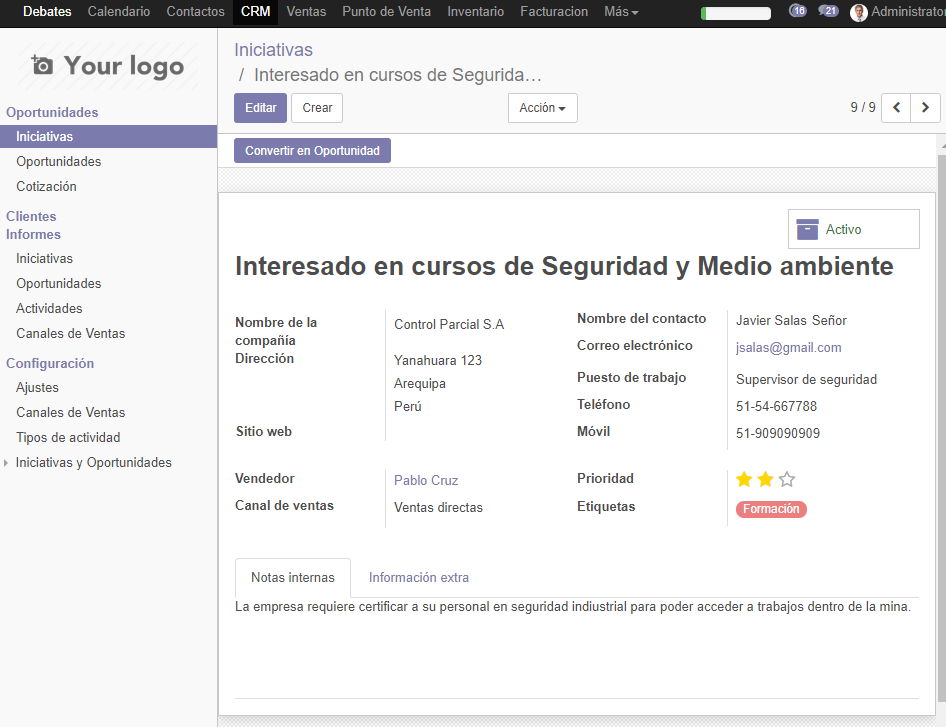 Debates Calendario Contactos CRM Ventas Punto de Venta Inventario Facturacion Más 16 21 Administrator
Your logo
Oportunidades
Iniciativas
Oportunidades
Cotización
Clientes
Informes
Iniciativas
Oportunidades
Actividades
Canales de Ventas
Configuración
Ajustes
Canales de Ventas
Tipos de actividad
Iniciativas y Oportunidades
Iniciativas
/ Interesado en cursos de Segurida…
Editar Crear Acción 9 / 9
Convertir en Oportunidad
Activo
Interesado en cursos de Seguridad y Medio ambiente
Nombre de la
compañía
Control Parcial S.A
Dirección
Yanahuara 123
Arequipa
Perú
Sitio web
Nombre del contacto Javier Salas Señor
Correo electrónico jsalas@gmail.com
Puesto de trabajo Supervisor de seguridad
Teléfono 51-54-667788
Móvil 51-909090909
Vendedor Pablo Cruz
Canal de ventas Ventas directas
Prioridad
Etiquetas Formación
Notas internas Información extra
La empresa requiere certificar a su personal en seguridad indiustrial para poder acceder a trabajos dentro de la mina.